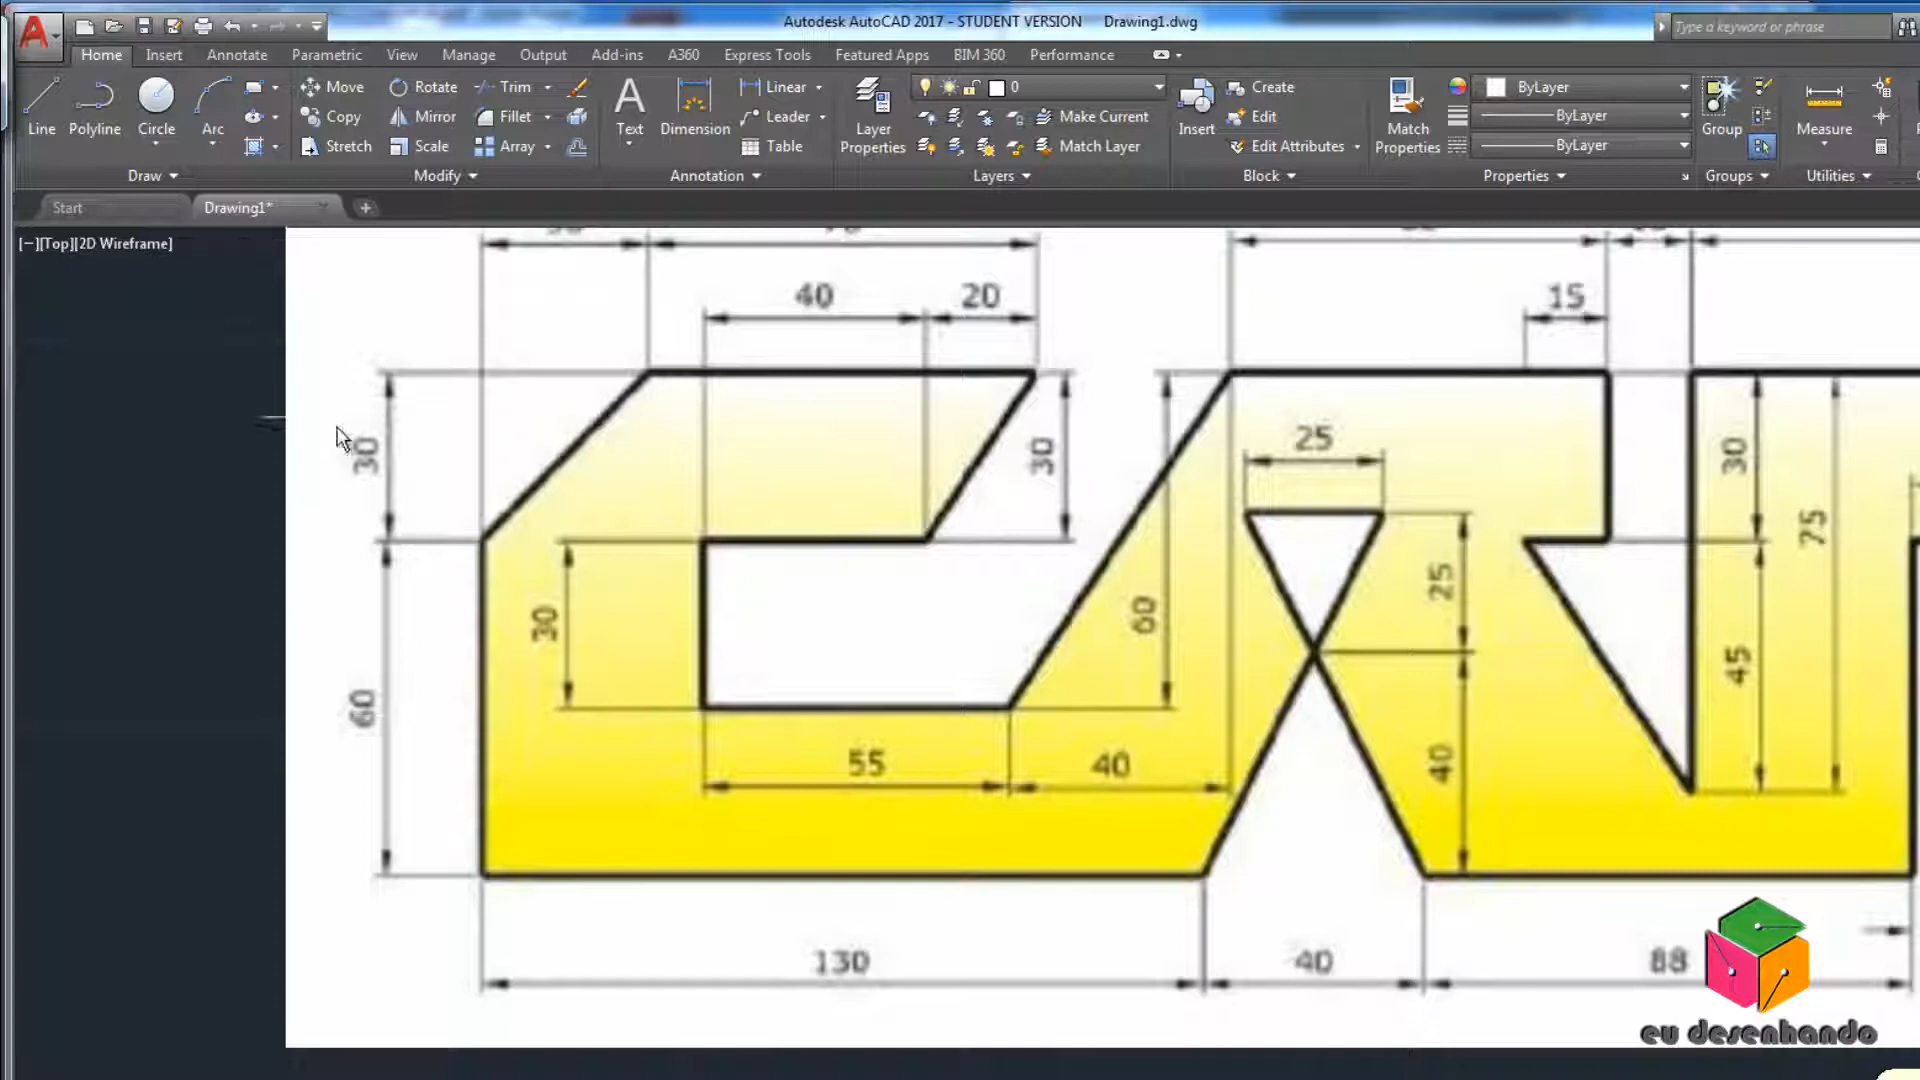 Autodesk AutoCAD 2017 - STUDENT VERSION Drawing1.dwg
Type a keyword or phrase
Home Insert Annotate Parametric View Manage Output Add-ins A360 Express Tools Featured Apps BIM 360 Performance
Line Polyline Circle Arc
Move Rotate Trim
Copy Mirror Fillet
Stretch Scale Array
Text Dimension
Linear
Leader
Table
Layer Properties
0
Make Current
Match Layer
Insert
Create
Edit
Edit Attributes
Match Properties
ByLayer
ByLayer
ByLayer
Group
Measure
Draw Modify Annotation Layers Block Properties Groups Utilities
Start Drawing1*
[−][Top][2D Wireframe]
40 20 15
30 30 25 30
75
30 60 25 45
60 55 40 40
130 40 88
eu desenhando